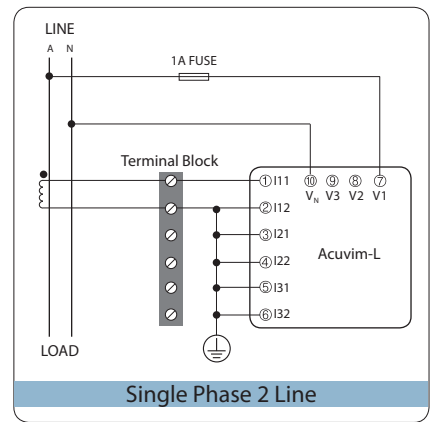 LINE
A N
1A FUSE
Terminal Block
①I11 ⑩ ⑨ ⑧ ⑦
V_N V3 V2 V1
②I12
③I21
④I22
Acuvim-L
⑤I31
⑥I32
LOAD
Single Phase 2 Line